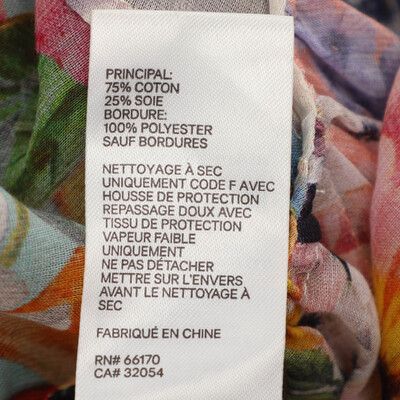 PRINCIPAL:
75% COTON
25% SOIE
BORDURE:
100% POLYESTER
SAUF BORDURES
NETTOYAGE À SEC
UNIQUEMENT CODE F AVEC
HOUSSE DE PROTECTION
REPASSAGE DOUX AVEC
TISSU DE PROTECTION
VAPEUR FAIBLE
UNIQUEMENT
NE PAS DÉTACHER
METTRE SUR L'ENVERS
AVANT LE NETTOYAGE À
SEC
FABRIQUÉ EN CHINE
RN# 66170
CA# 32054